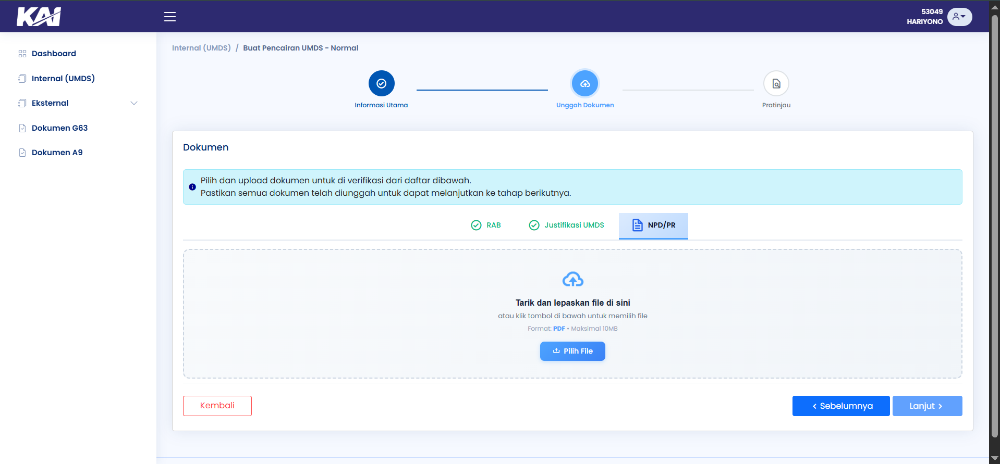 KAI
53049
HARIYONO
Dashboard
Internal (UMDS)
Eksternal
Dokumen G63
Dokumen A9
Internal (UMDS) / Buat Pencairan UMDS - Normal
Informasi Utama
Unggah Dokumen
Pratinjau
Dokumen
Pilih dan upload dokumen untuk di verifikasi dari daftar dibawah.
Pastikan semua dokumen telah diunggah untuk dapat melanjutkan ke tahap berikutnya.
RAB
Justifikasi UMDS
NPD/PR
Tarik dan lepaskan file di sini
atau klik tombol di bawah untuk memilih file
Format: PDF • Maksimal 10MB
Pilih File
Kembali
‹ Sebelumnya
Lanjut ›